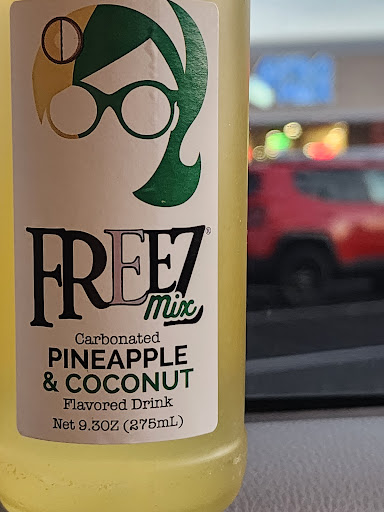 FREEZ®
Mix
Carbonated
PINEAPPLE
& COCONUT
Flavored Drink
Net 9.3OZ (275mL)